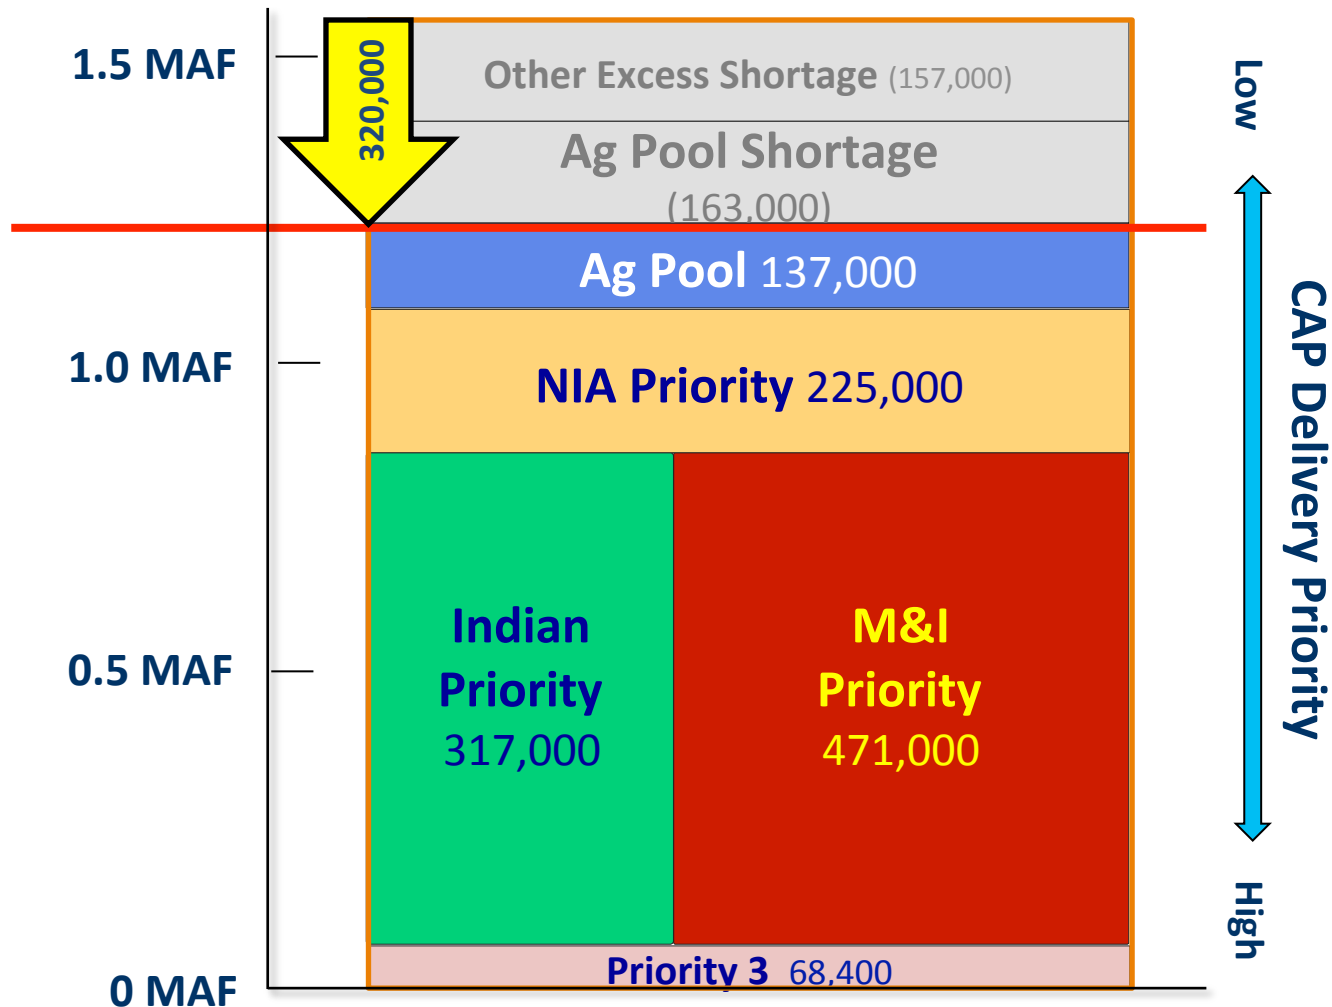 1.5 MAF
320,000
Other Excess Shortage (157,000)
Low
Ag Pool Shortage
(163,000)
Ag Pool 137,000
1.0 MAF
NIA Priority 225,000
CAP Delivery Priority
0.5 MAF
Indian
Priority
317,000
M&I
Priority
471,000
High
Priority 3 68,400
0 MAF